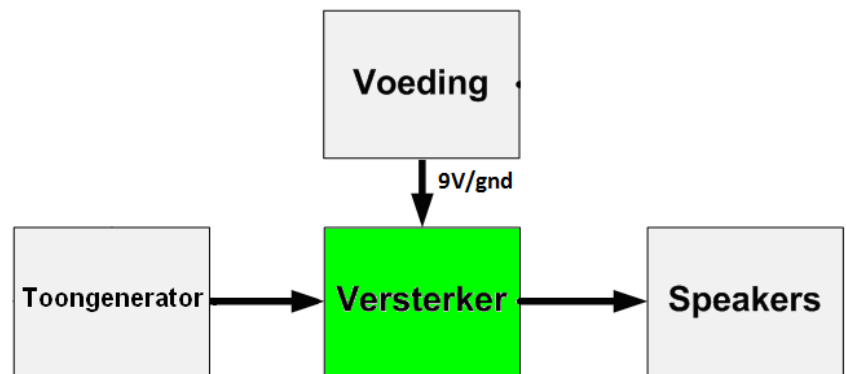 Voeding
9V/gnd
Toongenerator
Versterker
Speakers